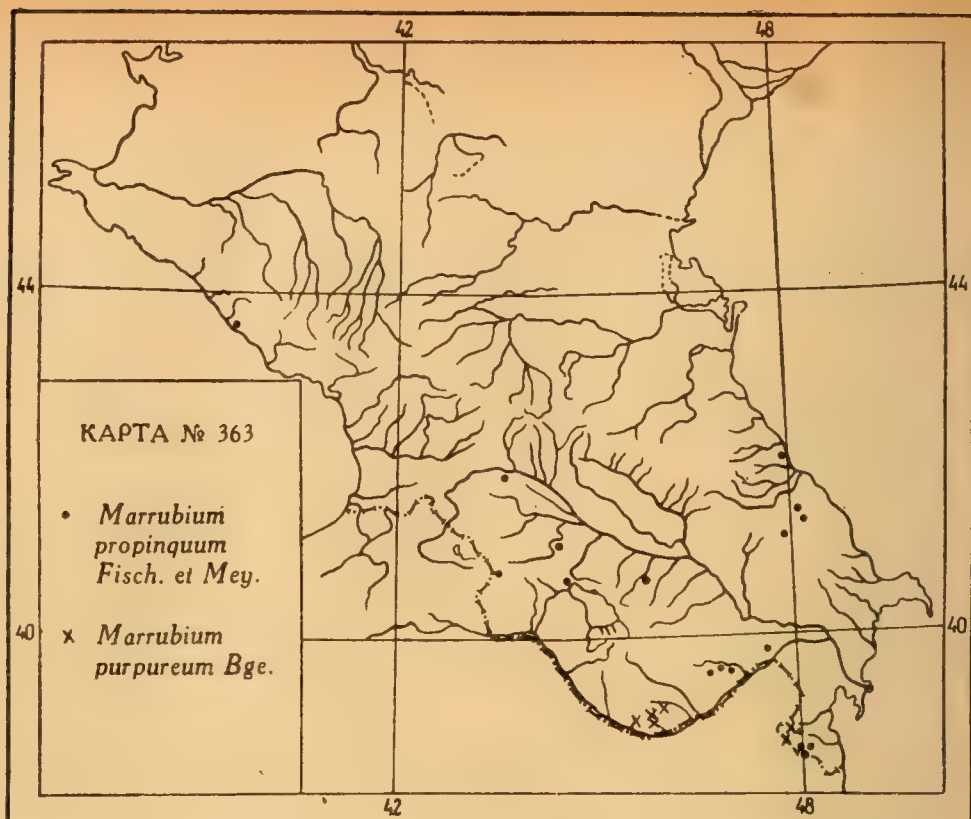 42 48
44 44
КАРТА № 363
• Marrubium
propinquum
Fisch. et Mey.
40 40
× Marrubium
purpureum Bge.
42 48